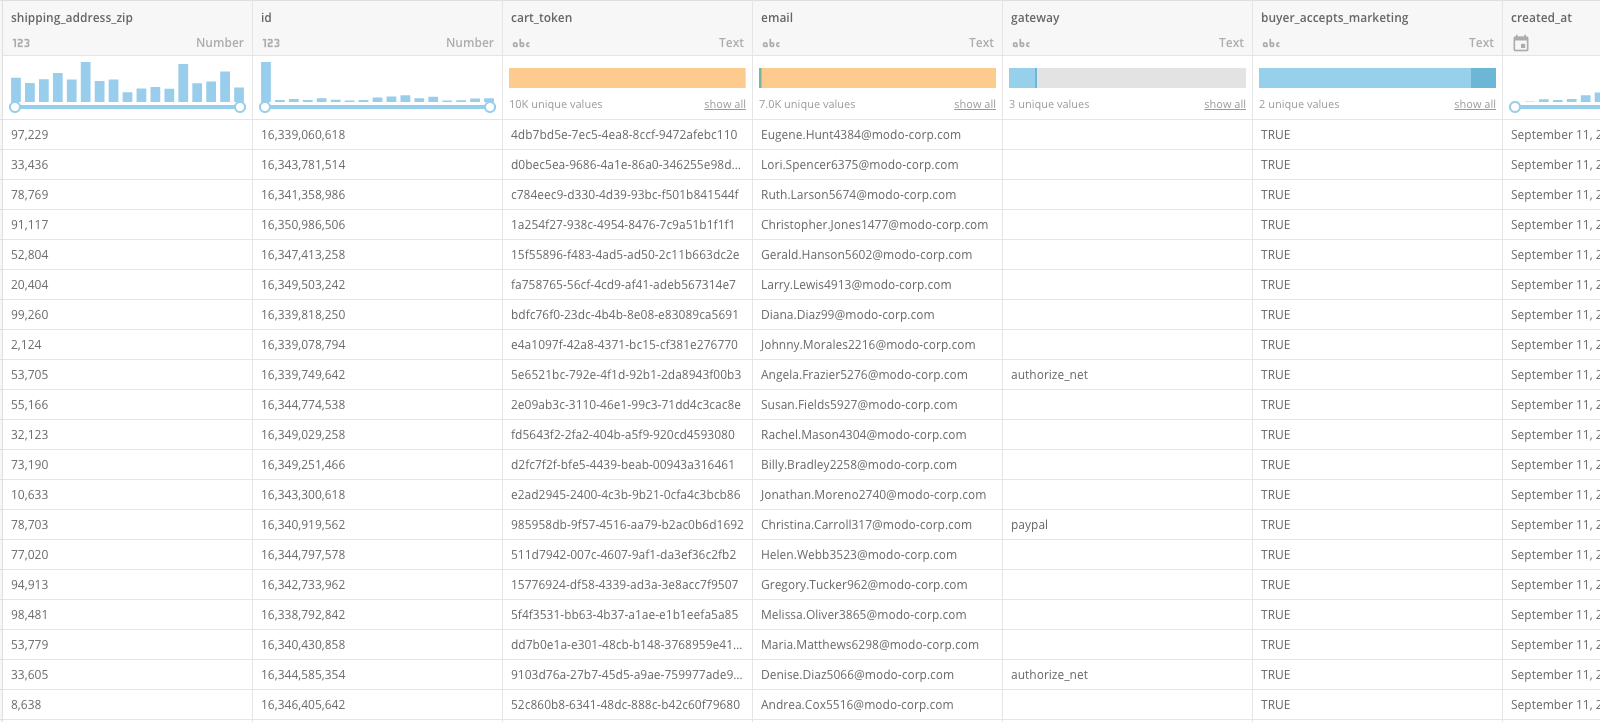 shipping_address_zip id cart_token email gateway buyer_accepts_marketing created_at
123 Number 123 Number abc Text abc Text abc Text abc Text
10K unique values show all 7.0K unique values show all 3 unique values show all 2 unique values show all
97,229 16,339,060,618 4db7bd5e-7ec5-4ea8-8ccf-9472afebc110 Eugene.Hunt4384@modo-corp.com TRUE September 11, 2
33,436 16,343,781,514 d0bec5ea-9686-4a1e-86a0-346255e98d... Lori.Spencer6375@modo-corp.com TRUE September 11, 2
78,769 16,341,358,986 c784eec9-d330-4d39-93bc-f501b841544f Ruth.Larson5674@modo-corp.com TRUE September 11, 2
91,117 16,350,986,506 1a254f27-938c-4954-8476-7c9a51b1f1f1 Christopher.Jones1477@modo-corp.com TRUE September 11, 2
52,804 16,347,413,258 15f55896-f483-4ad5-ad50-2c11b663dc2e Gerald.Hanson5602@modo-corp.com TRUE September 11, 2
20,404 16,349,503,242 fa758765-56cf-4cd9-af41-adeb567314e7 Larry.Lewis4913@modo-corp.com TRUE September 11, 2
99,260 16,339,818,250 bdfc76f0-23dc-4b4b-8e08-e83089ca5691 Diana.Diaz99@modo-corp.com TRUE September 11, 2
2,124 16,339,078,794 e4a1097f-42a8-4371-bc15-cf381e276770 Johnny.Morales2216@modo-corp.com TRUE September 11, 2
53,705 16,339,749,642 5e6521bc-792e-4f1d-92b1-2da8943f00b3 Angela.Frazier5276@modo-corp.com authorize_net TRUE September 11, 2
55,166 16,344,774,538 2e09ab3c-3110-46e1-99c3-71dd4c3cac8e Susan.Fields5927@modo-corp.com TRUE September 11, 2
32,123 16,349,029,258 fd5643f2-2fa2-404b-a5f9-920cd4593080 Rachel.Mason4304@modo-corp.com TRUE September 11, 2
73,190 16,349,251,466 d2fc7f2f-bfe5-4439-beab-00943a316461 Billy.Bradley2258@modo-corp.com TRUE September 11, 2
10,633 16,343,300,618 e2ad2945-2400-4c3b-9b21-0cfa4c3bcb86 Jonathan.Moreno2740@modo-corp.com TRUE September 11, 2
78,703 16,340,919,562 985958db-9f57-4516-aa79-b2ac0b6d1692 Christina.Carroll317@modo-corp.com paypal TRUE September 11, 2
77,020 16,344,797,578 511d7942-007c-4607-9af1-da3ef36c2fb2 Helen.Webb3523@modo-corp.com TRUE September 11, 2
94,913 16,342,733,962 15776924-df58-4339-ad3a-3e8acc7f9507 Gregory.Tucker962@modo-corp.com TRUE September 11, 2
98,481 16,338,792,842 5f4f3531-bb63-4b37-a1ae-e1b1eefa5a85 Melissa.Oliver3865@modo-corp.com TRUE September 11, 2
53,779 16,340,430,858 dd7b0e1a-e301-48cb-b148-3768959e41... Maria.Matthews6298@modo-corp.com TRUE September 11, 2
33,605 16,344,585,354 9103d76a-27b7-45d5-a9ae-759977ade9... Denise.Diaz5066@modo-corp.com authorize_net TRUE September 11, 2
8,638 16,346,405,642 52c860b8-6341-48dc-888c-b42c60f79680 Andrea.Cox5516@modo-corp.com TRUE September 11, 2